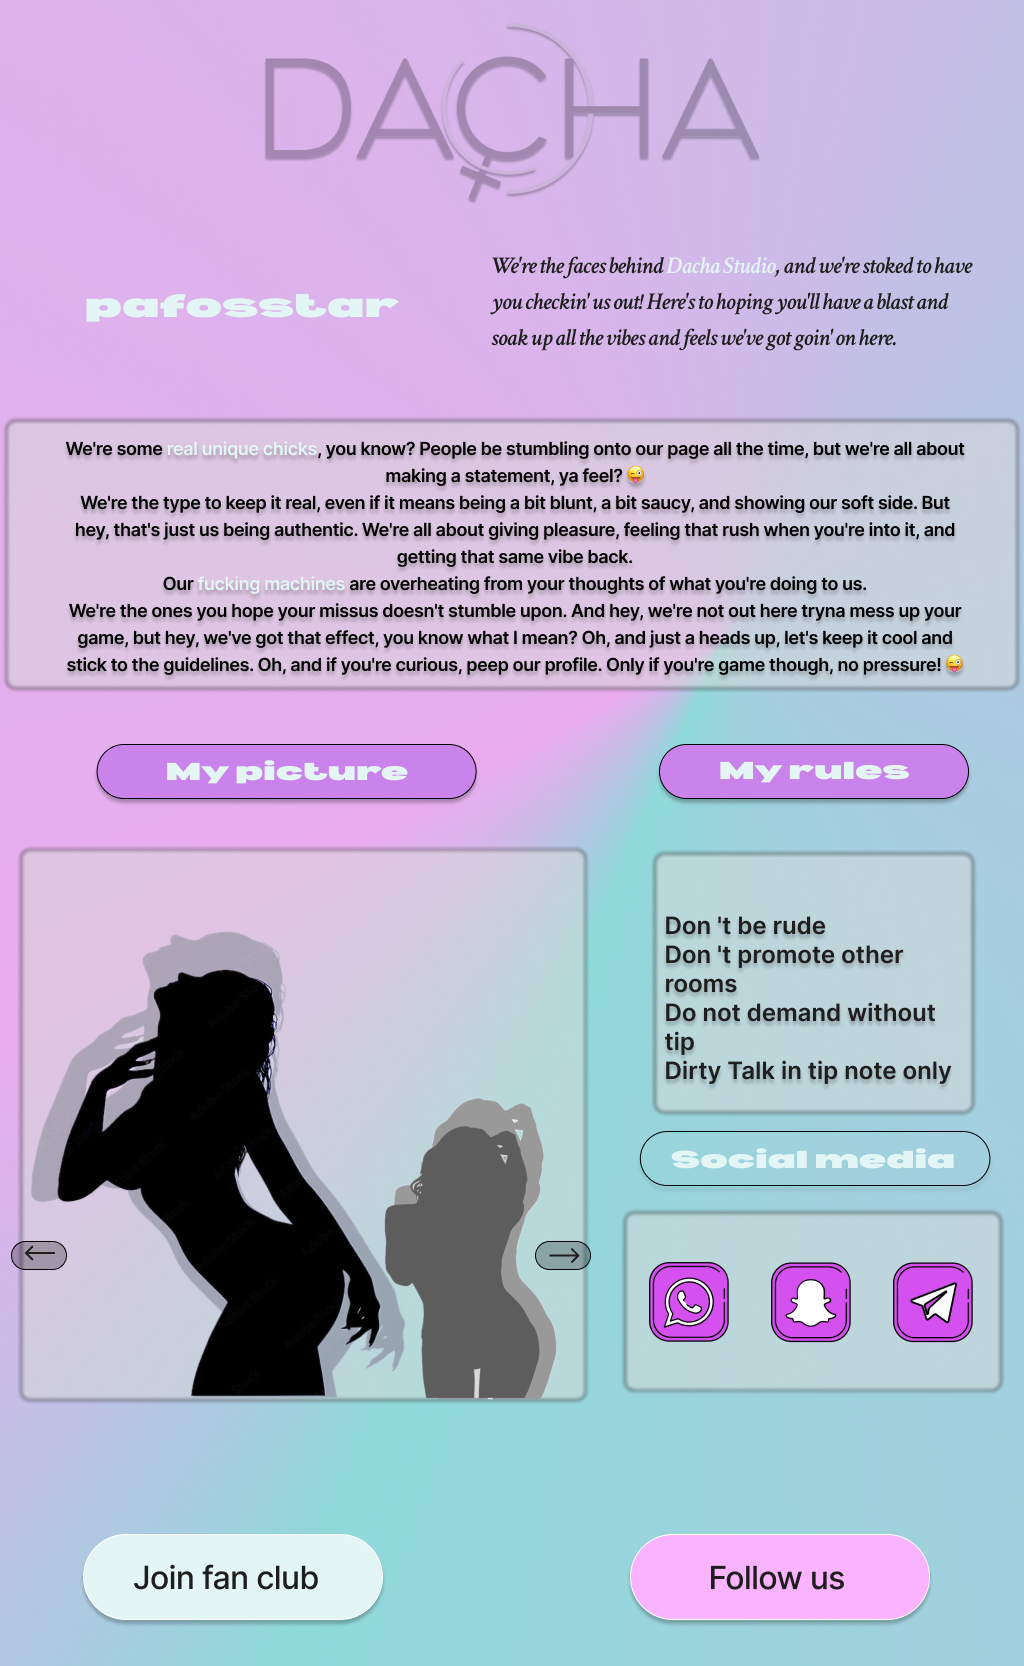 DACHA
pafosstar
We're the faces behind Dacha Studio, and we're stoked to have
you checkin' us out! Here's to hoping you'll have a blast and
soak up all the vibes and feels we've got goin' on here.
We're some real unique chicks, you know? People be stumbling onto our page all the time, but we're all about
making a statement, ya feel? 😜
We're the type to keep it real, even if it means being a bit blunt, a bit saucy, and showing our soft side. But
hey, that's just us being authentic. We're all about giving pleasure, feeling that rush when you're into it, and
getting that same vibe back.
Our fucking machines are overheating from your thoughts of what you're doing to us.
We're the ones you hope your missus doesn't stumble upon. And hey, we're not out here tryna mess up your
game, but hey, we've got that effect, you know what I mean? Oh, and just a heads up, let's keep it cool and
stick to the guidelines. Oh, and if you're curious, peep our profile. Only if you're game though, no pressure! 😜
My picture
My rules
Don 't be rude
Don 't promote other
rooms
Do not demand without
tip
Dirty Talk in tip note only
Social media
Join fan club
Follow us